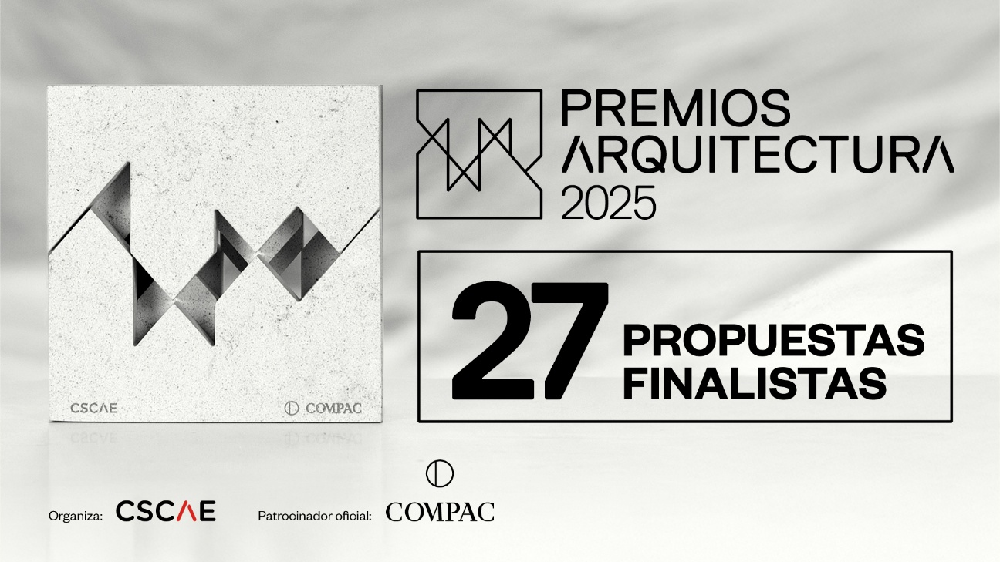 PREMIOS
ARQUITECTURA
2025
27 PROPUESTAS
FINALISTAS
CSCAE
COMPAC
Organiza: CSCAE
Patrocinador oficial: COMPAC